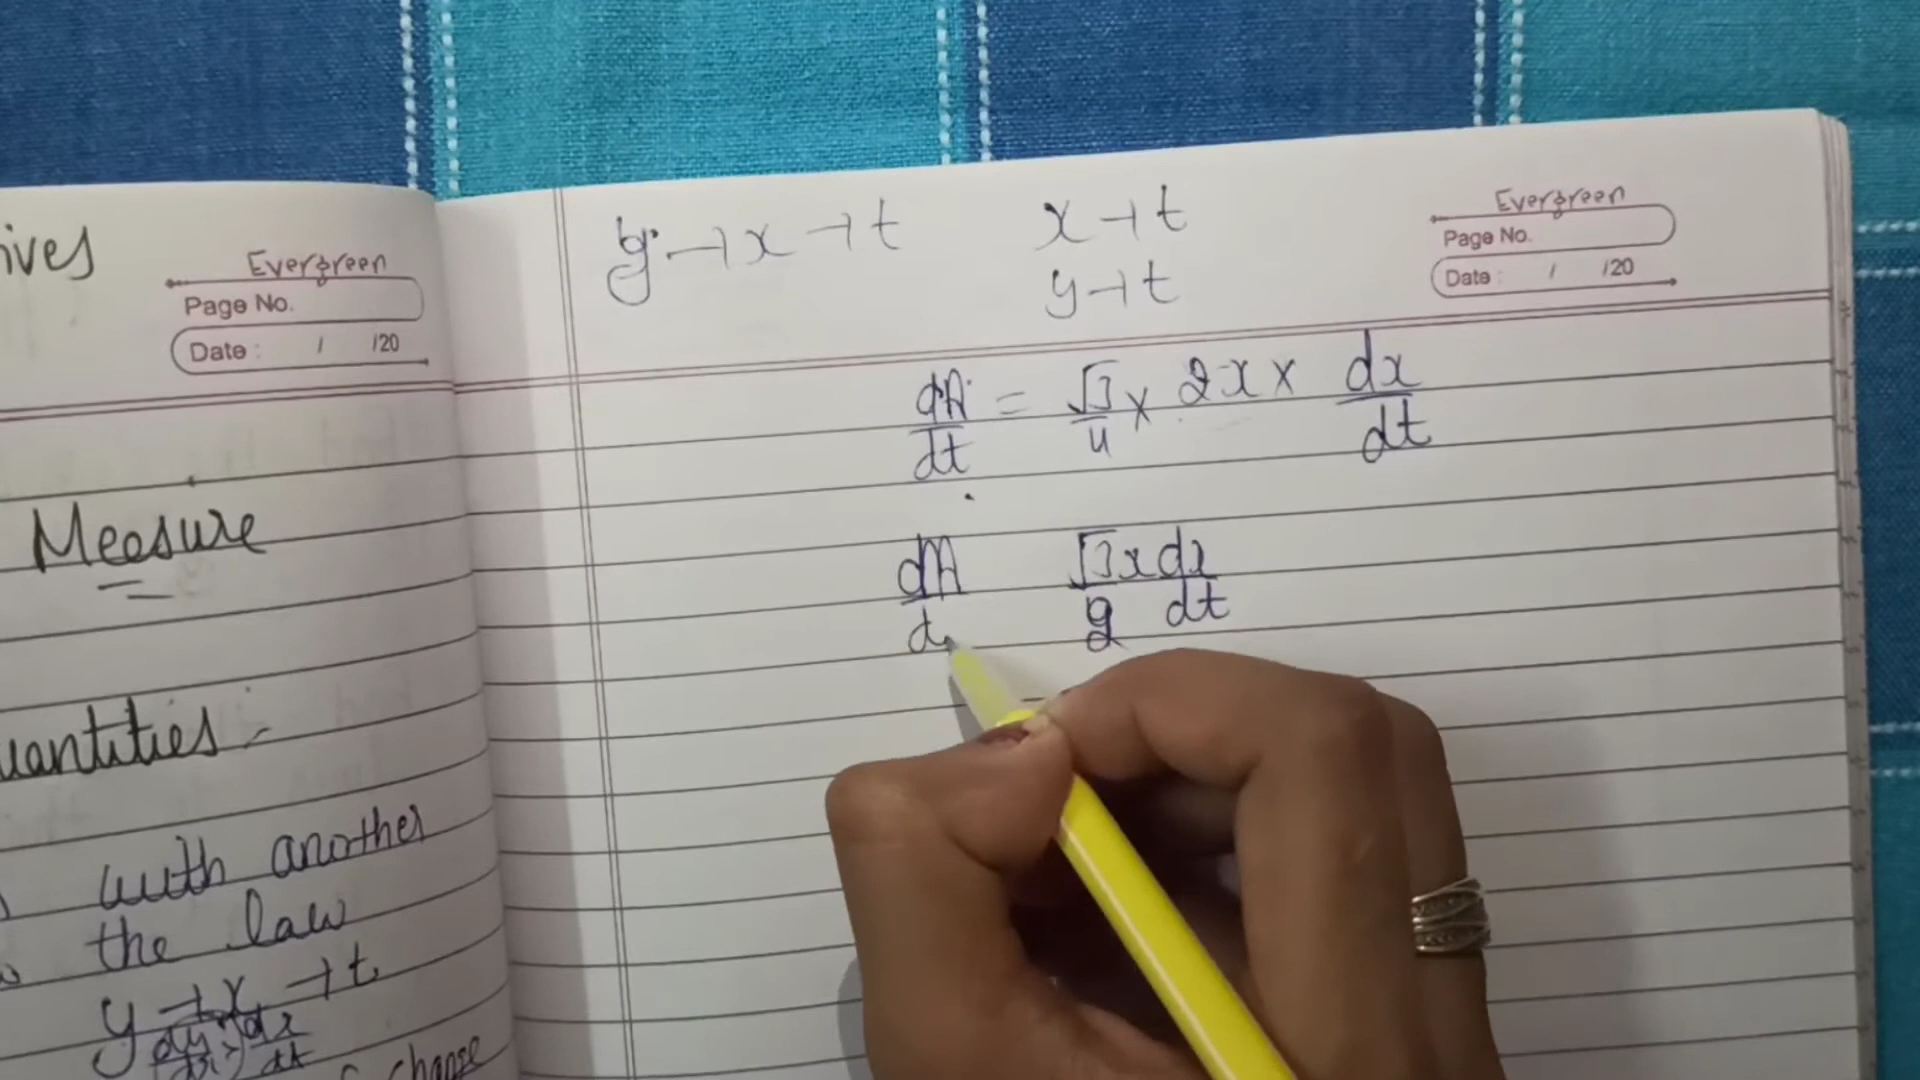 ives
Evergreen
Page No.
Date : / /20
Measure
uantities :-
with another
the law
y → x → t
dy/dx > dx/dt
change
y → x → t
x → t
y → t
Evergreen
Page No.
Date : / /20
dA/dt = √3/4 × 2x × dx/dt
dA/d √3x dx/2 dt